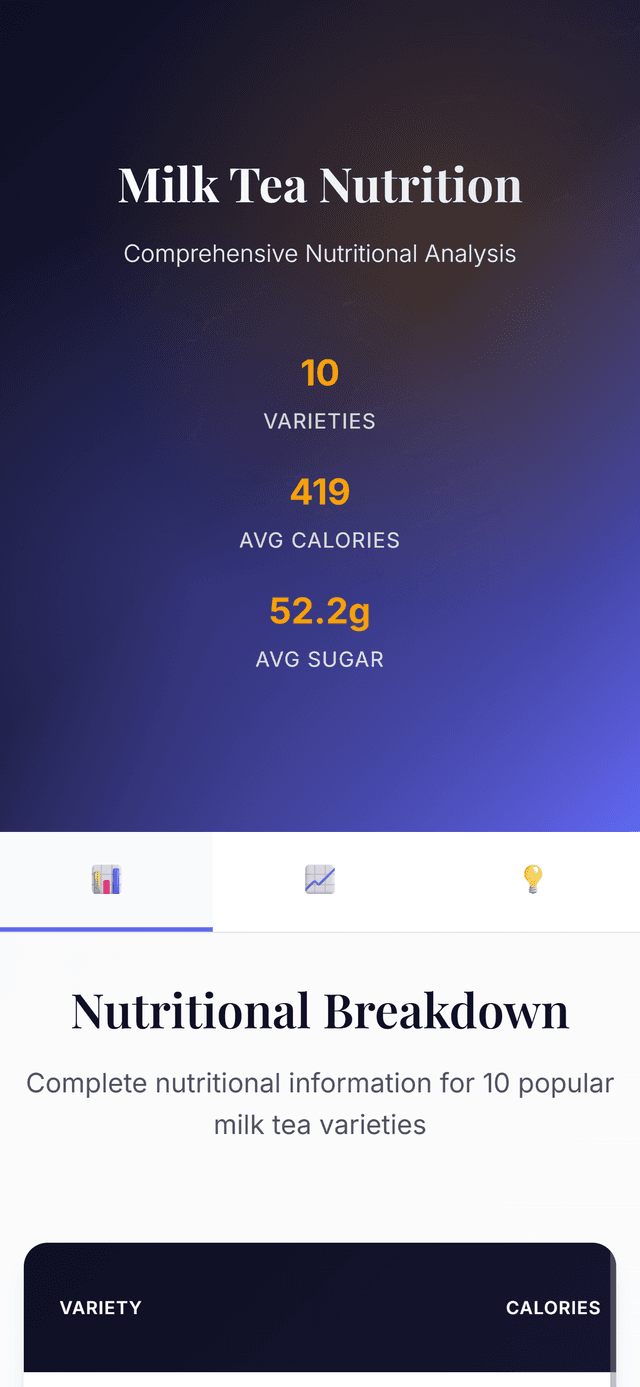 Milk Tea Nutrition
Comprehensive Nutritional Analysis
10
VARIETIES
419
AVG CALORIES
52.2g
AVG SUGAR
Nutritional Breakdown
Complete nutritional information for 10 popular
milk tea varieties
VARIETY CALORIES